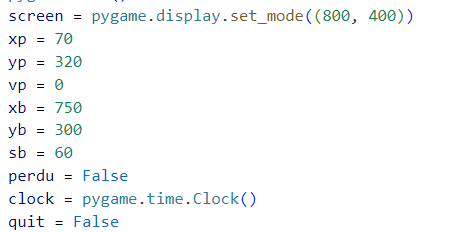 screen = pygame.display.set_mode((800, 400))
xp = 70
yp = 320
vp = 0
xb = 750
yb = 300
sb = 60
perdu = False
clock = pygame.time.Clock()
quit = False